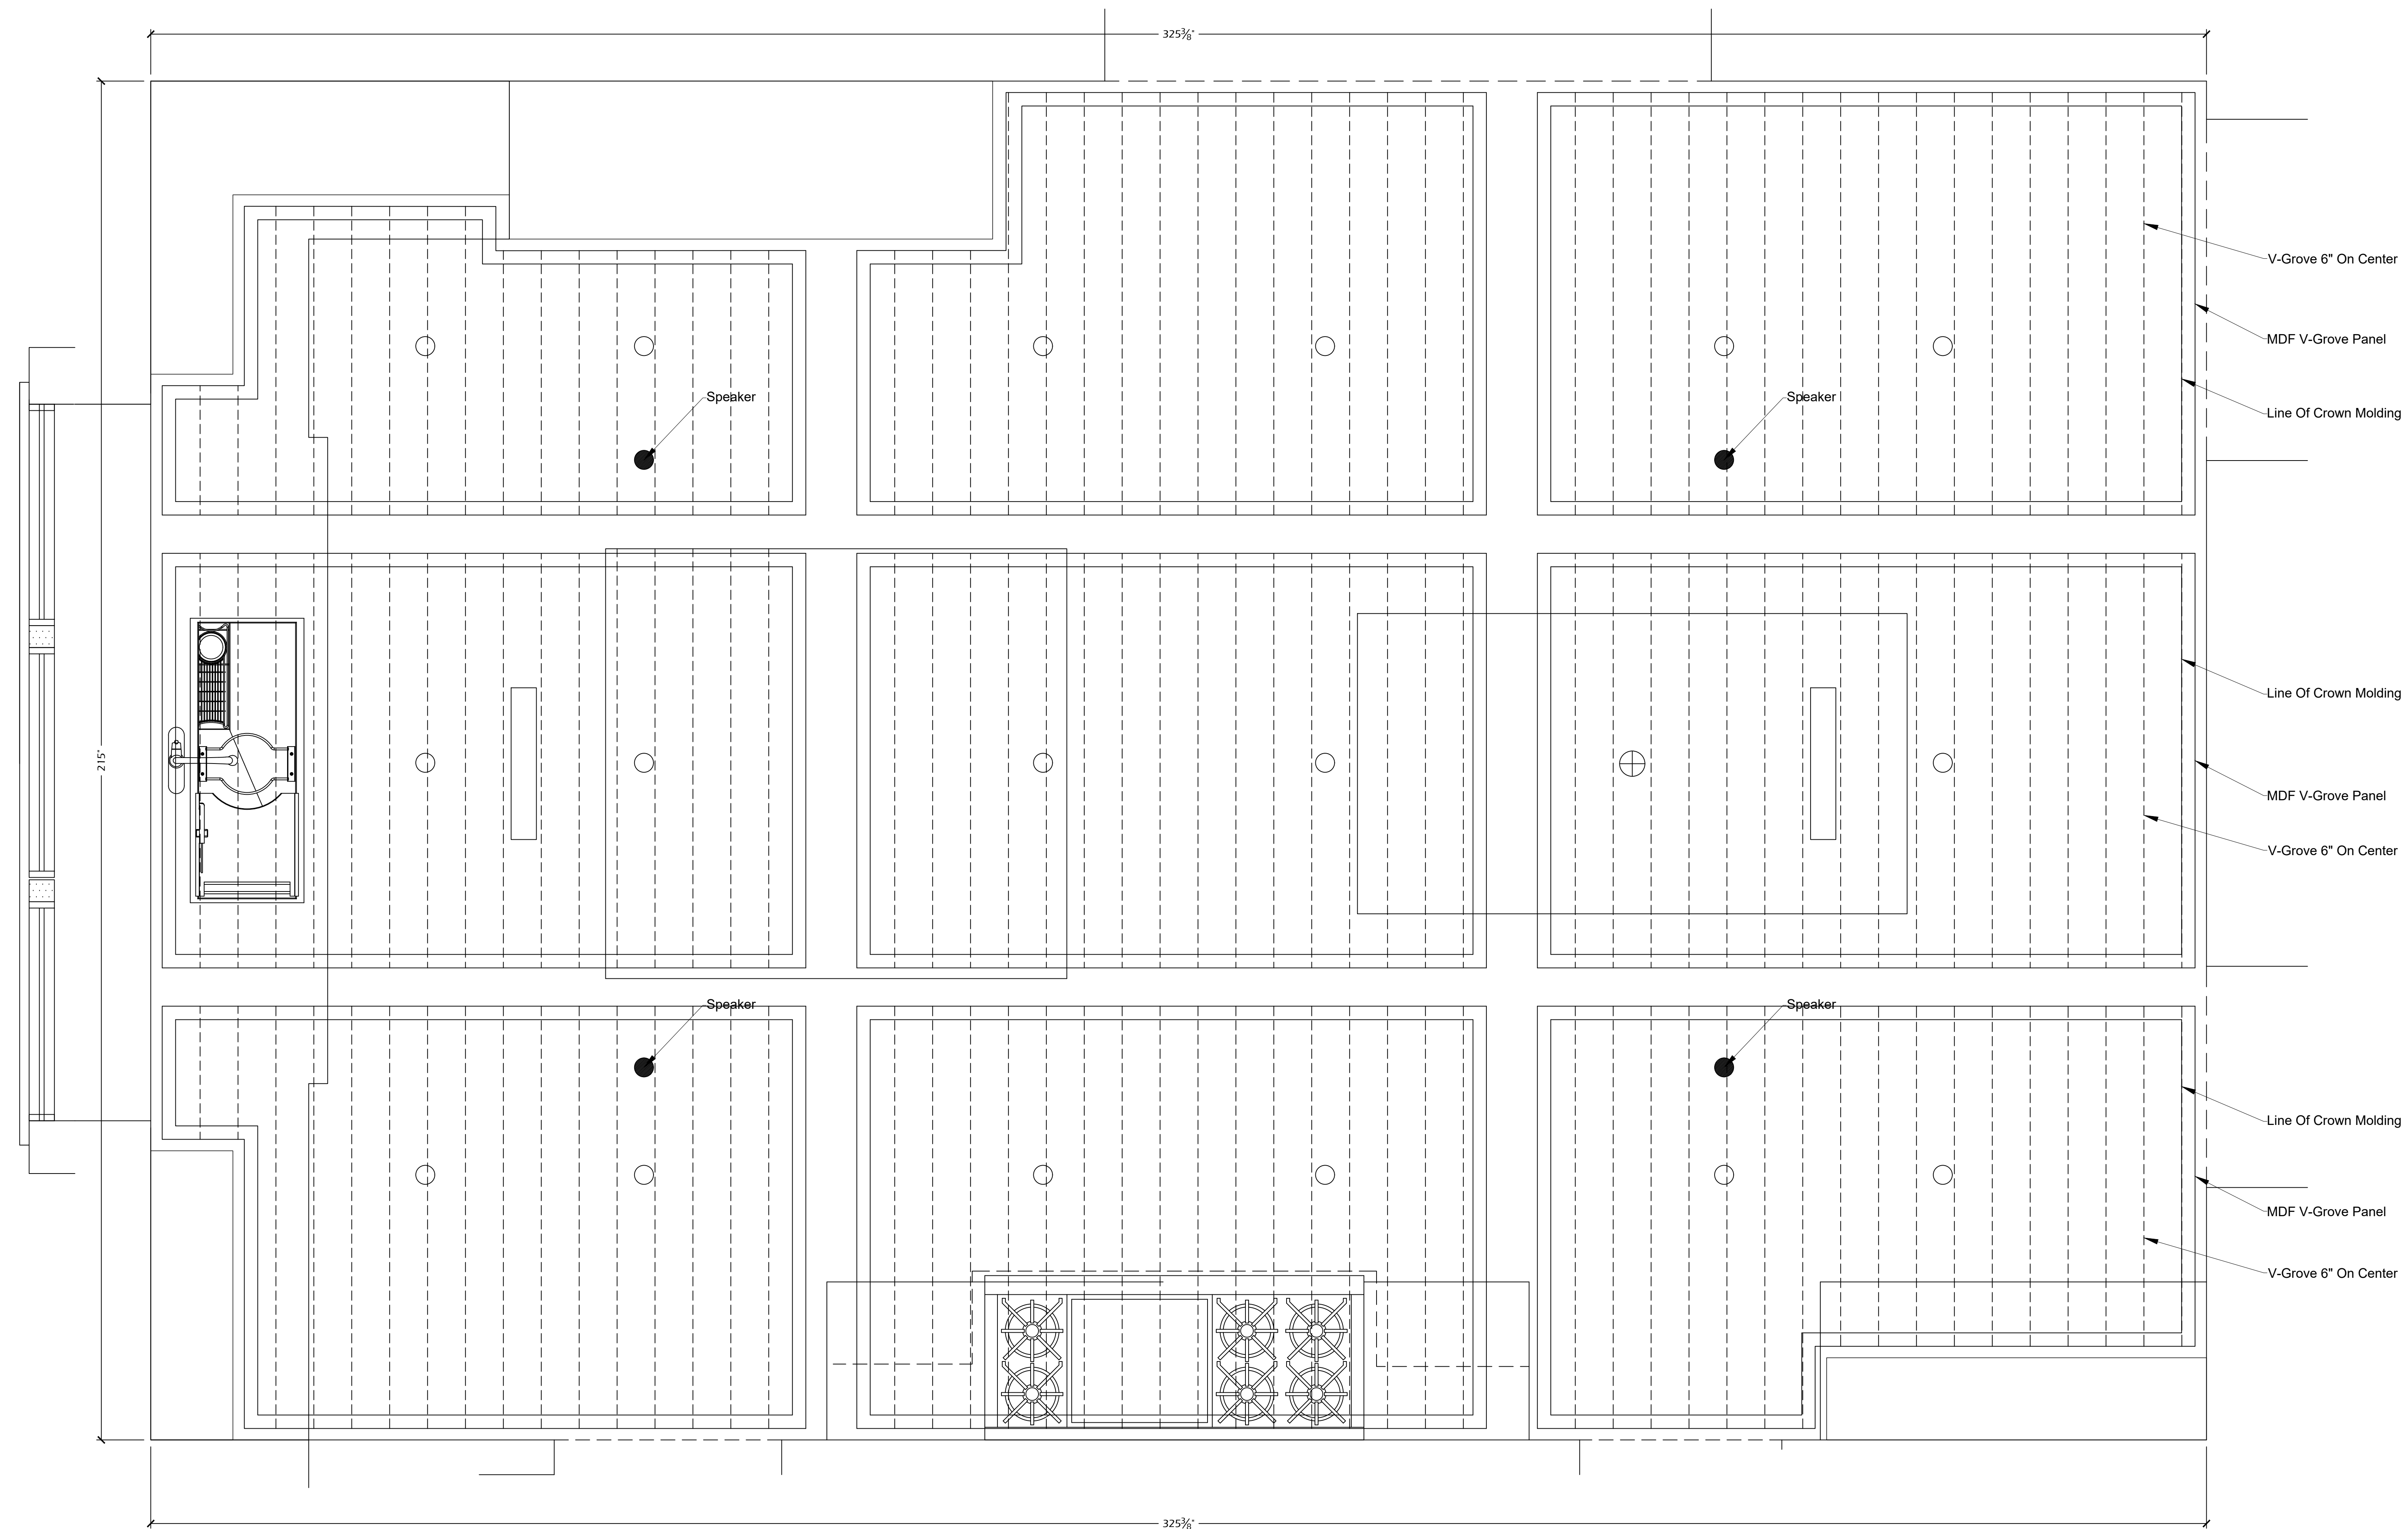 325⅜"
V-Grove 6" On Center
MDF V-Grove Panel
Speaker
Speaker
Line Of Crown Molding
Line Of Crown Molding
215"
MDF V-Grove Panel
V-Grove 6" On Center
Speaker
Speaker
Line Of Crown Molding
MDF V-Grove Panel
V-Grove 6" On Center
325⅜"